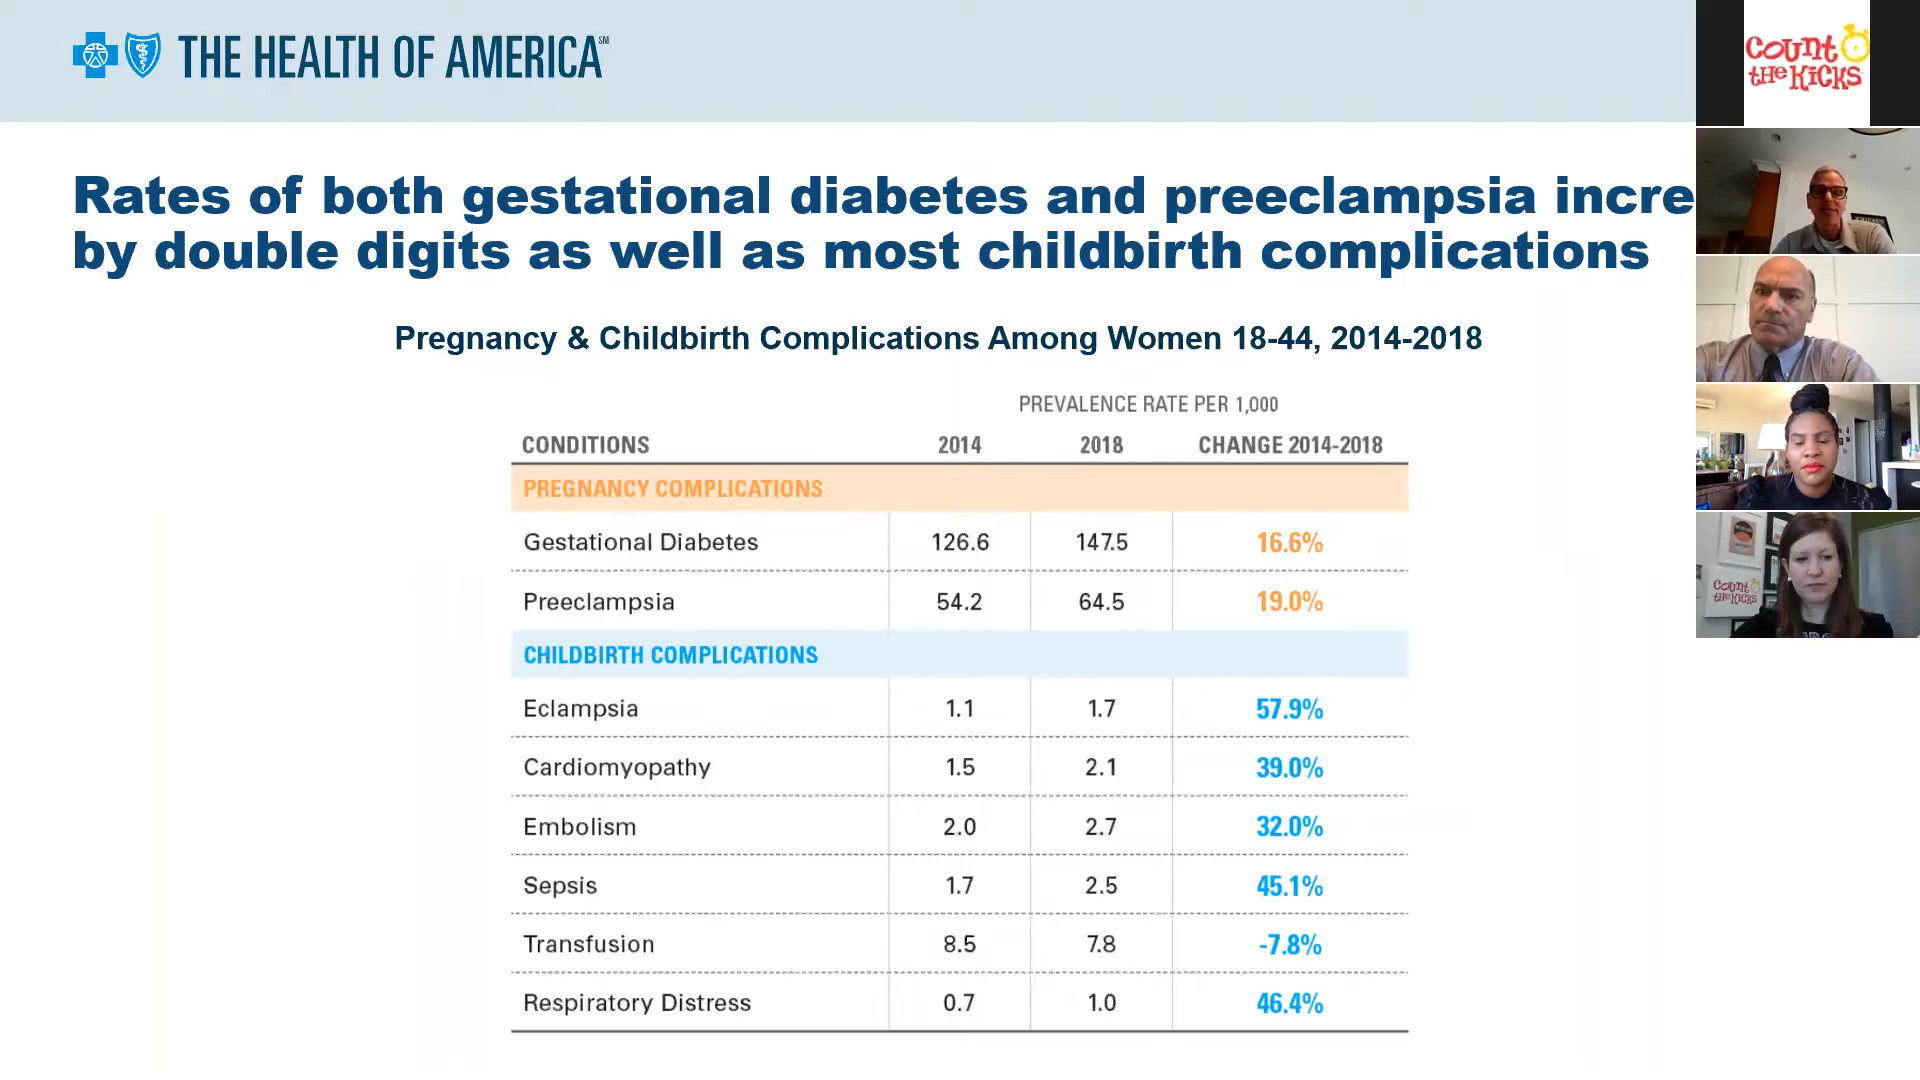 THE HEALTH OF AMERICA℠
Rates of both gestational diabetes and preeclampsia incre
by double digits as well as most childbirth complications
Pregnancy & Childbirth Complications Among Women 18-44, 2014-2018
PREVALENCE RATE PER 1,000
CONDITIONS 2014 2018 CHANGE 2014-2018
PREGNANCY COMPLICATIONS
Gestational Diabetes 126.6 147.5 16.6%
Preeclampsia 54.2 64.5 19.0%
CHILDBIRTH COMPLICATIONS
Eclampsia 1.1 1.7 57.9%
Cardiomyopathy 1.5 2.1 39.0%
Embolism 2.0 2.7 32.0%
Sepsis 1.7 2.5 45.1%
Transfusion 8.5 7.8 -7.8%
Respiratory Distress 0.7 1.0 46.4%
Count
the Kicks
CHICAGO
Count
the Kicks